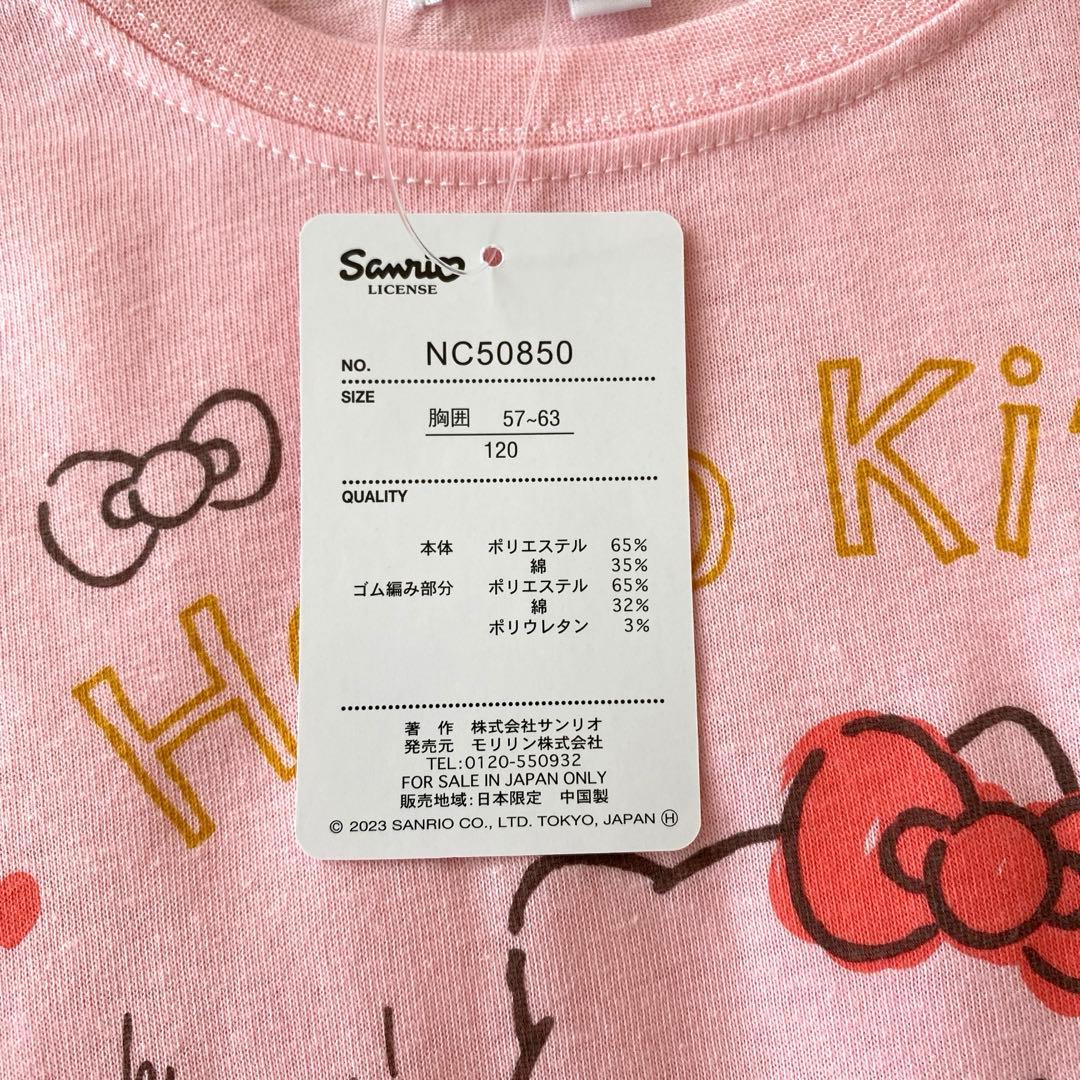 Sanrio
LICENSE
NO. NC50850
SIZE
胸囲 57~63
120
QUALITY
本体 ポリエステル 65%
綿 35%
ゴム編み部分 ポリエステル 65%
綿 32%
ポリウレタン 3%
著 作 株式会社サンリオ
発売元 モリリン株式会社
TEL:0120-550932
FOR SALE IN JAPAN ONLY
販売地域:日本限定 中国製
© 2023 SANRIO CO., LTD. TOKYO, JAPAN Ⓗ